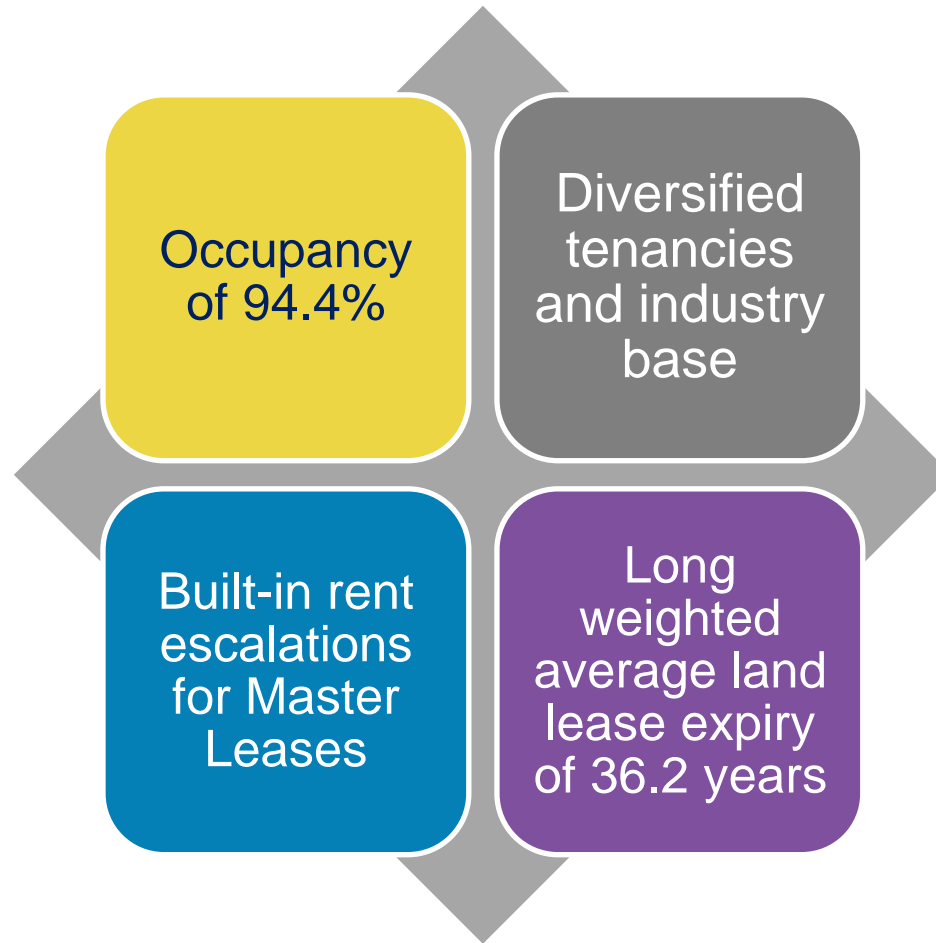 Occupancy
of 94.4%
Diversified
tenancies
and industry
base
Built-in rent
escalations
for Master
Leases
Long
weighted
average land
lease expiry
of 36.2 years